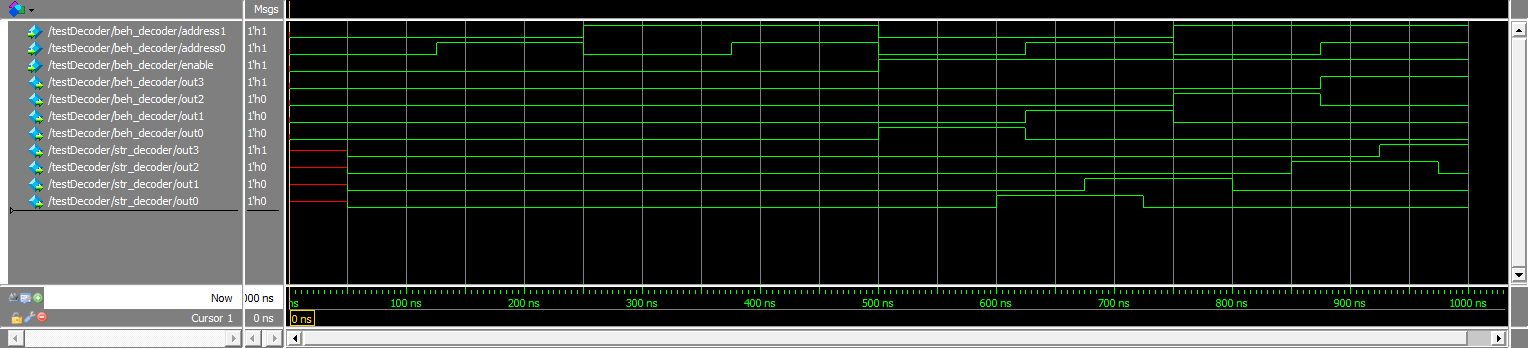 Msgs
/testDecoder/beh_decoder/address1 1'h1
/testDecoder/beh_decoder/address0 1'h1
/testDecoder/beh_decoder/enable 1'h1
/testDecoder/beh_decoder/out3 1'h1
/testDecoder/beh_decoder/out2 1'h0
/testDecoder/beh_decoder/out1 1'h0
/testDecoder/beh_decoder/out0 1'h0
/testDecoder/str_decoder/out3 1'h1
/testDecoder/str_decoder/out2 1'h0
/testDecoder/str_decoder/out1 1'h0
/testDecoder/str_decoder/out0 1'h0
Now 000 ns ns 100 ns 200 ns 300 ns 400 ns 500 ns 600 ns 700 ns 800 ns 900 ns 1000 ns
Cursor 1 0 ns 0 ns